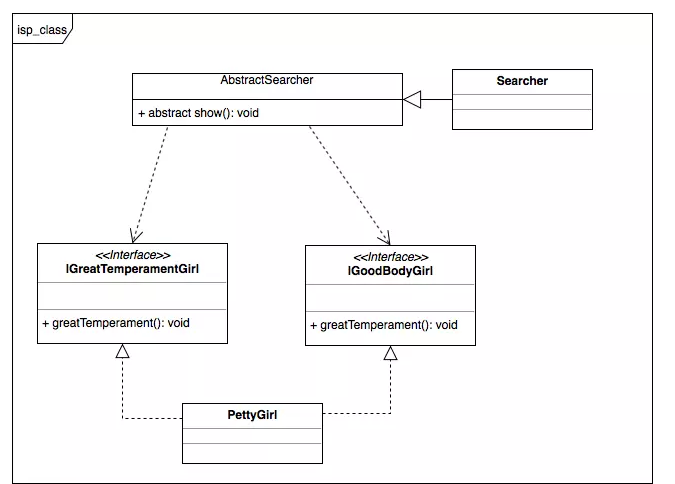 isp_class
AbstractSearcher
+ abstract show(): void
Searcher
<<Interface>>
IGreatTemperamentGirl
+ greatTemperament(): void
<<Interface>>
IGoodBodyGirl
+ greatTemperament(): void
PettyGirl